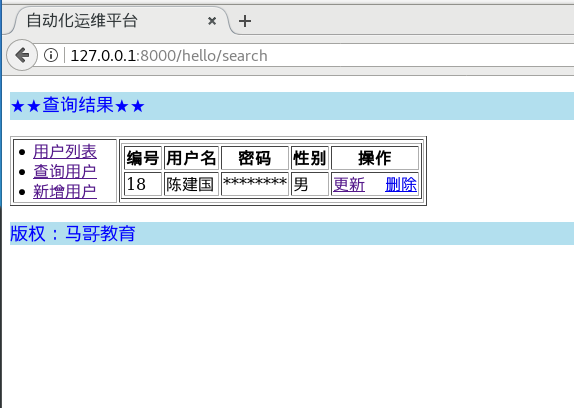 自动化运维平台
127.0.0.1:8000/hello/search
★★查询结果★★
用户列表
查询用户
新增用户
编号 用户名 密码 性别 操作
18 陈建国 ******** 男 更新 删除
版权：马哥教育